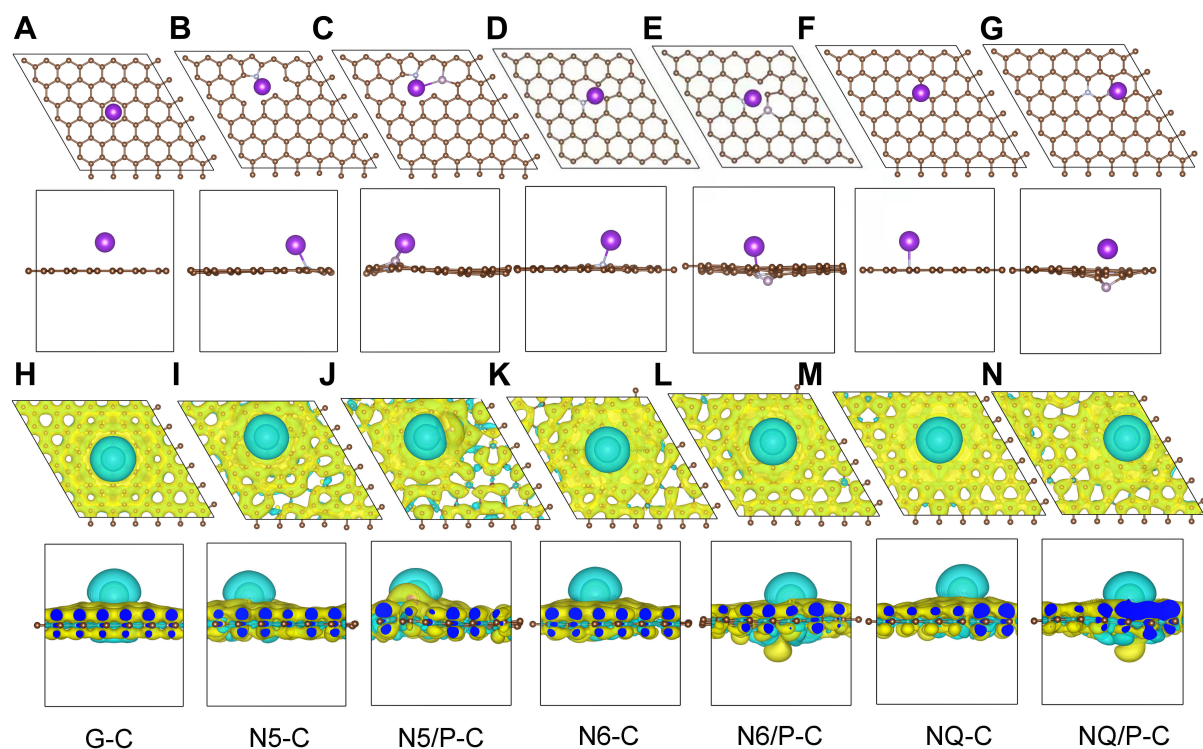 A B C D E F G
H I J K L M N
G-C N5-C N5/P-C N6-C N6/P-C NQ-C NQ/P-C